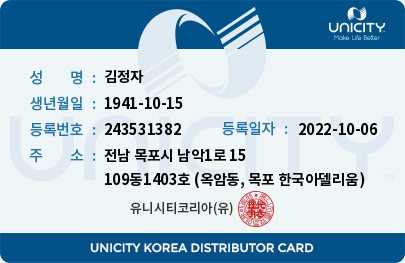 UNICITY
Make Life Better
성 명 : 김정자
생년월일 : 1941-10-15
등록번호 : 243531382 등록일자 : 2022-10-06
주 소 : 전남 목포시 남악1로 15
109동1403호 (옥암동, 목포 한국아델리움)
유니시티코리아(유)
UNICITY
UNICITY KOREA DISTRIBUTOR CARD